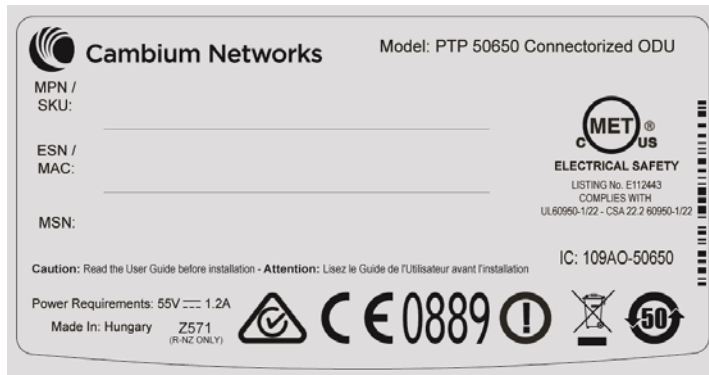 Cambium Networks
Model: PTP 50650 Connectorized ODU
MPN /
SKU:
ESN /
MAC:
MSN:
C MET ® US
ELECTRICAL SAFETY
LISTING No. E112443
COMPLIES WITH
UL60950-1/22 - CSA 22.2 60950-1/22
IC: 109AO-50650
Caution: Read the User Guide before installation - Attention: Lisez le Guide de l'Utilisateur avant l'installation
Power Requirements: 55V ⎓ 1.2A
Made In: Hungary
Z571
(R-NZ ONLY)
CE 0889 !
50